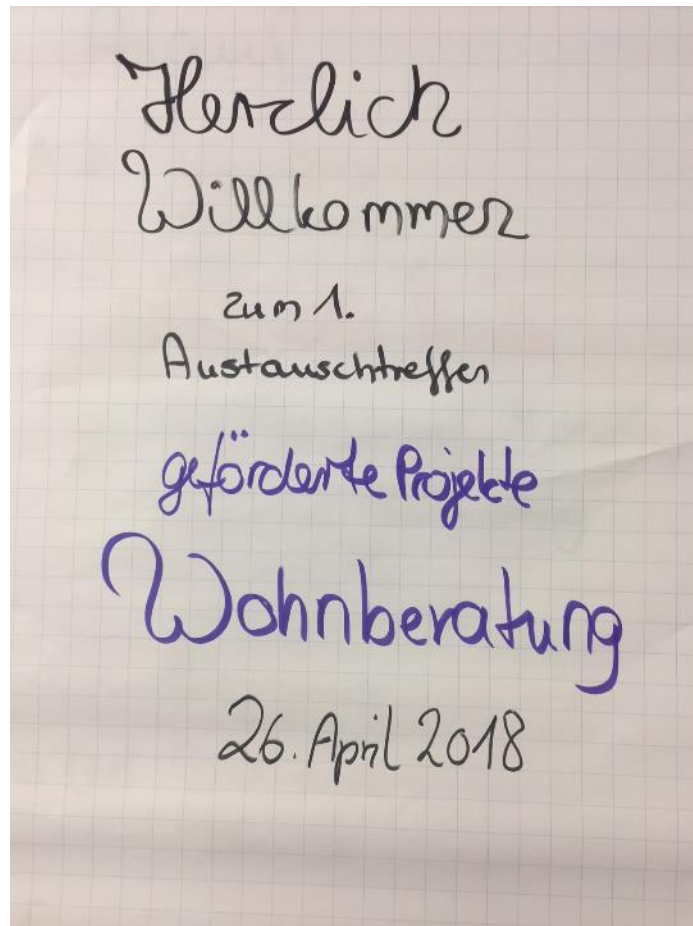 Herzlich
Willkommen
zum 1.
Austauschtreffen
geförderte Projekte
Wohnberatung
26. April 2018